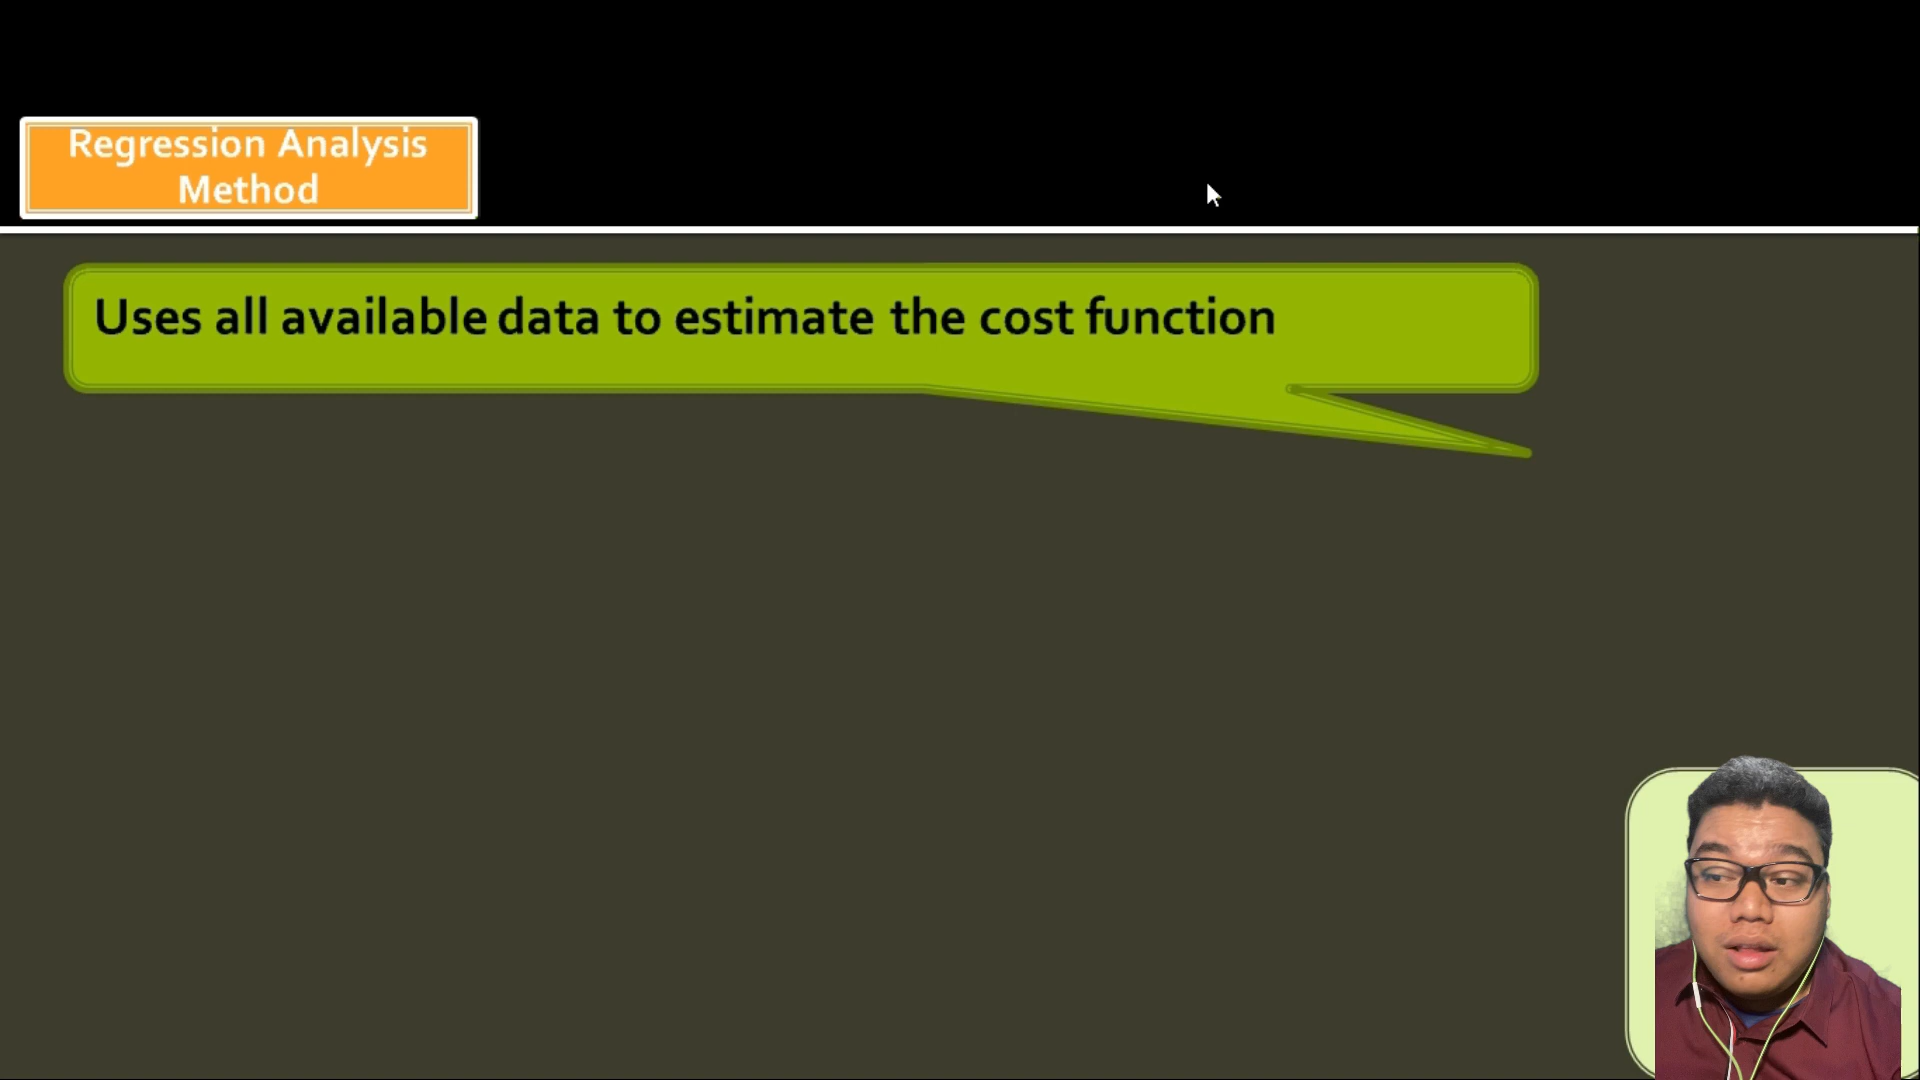 Regression Analysis
Method
Uses all available data to estimate the cost function